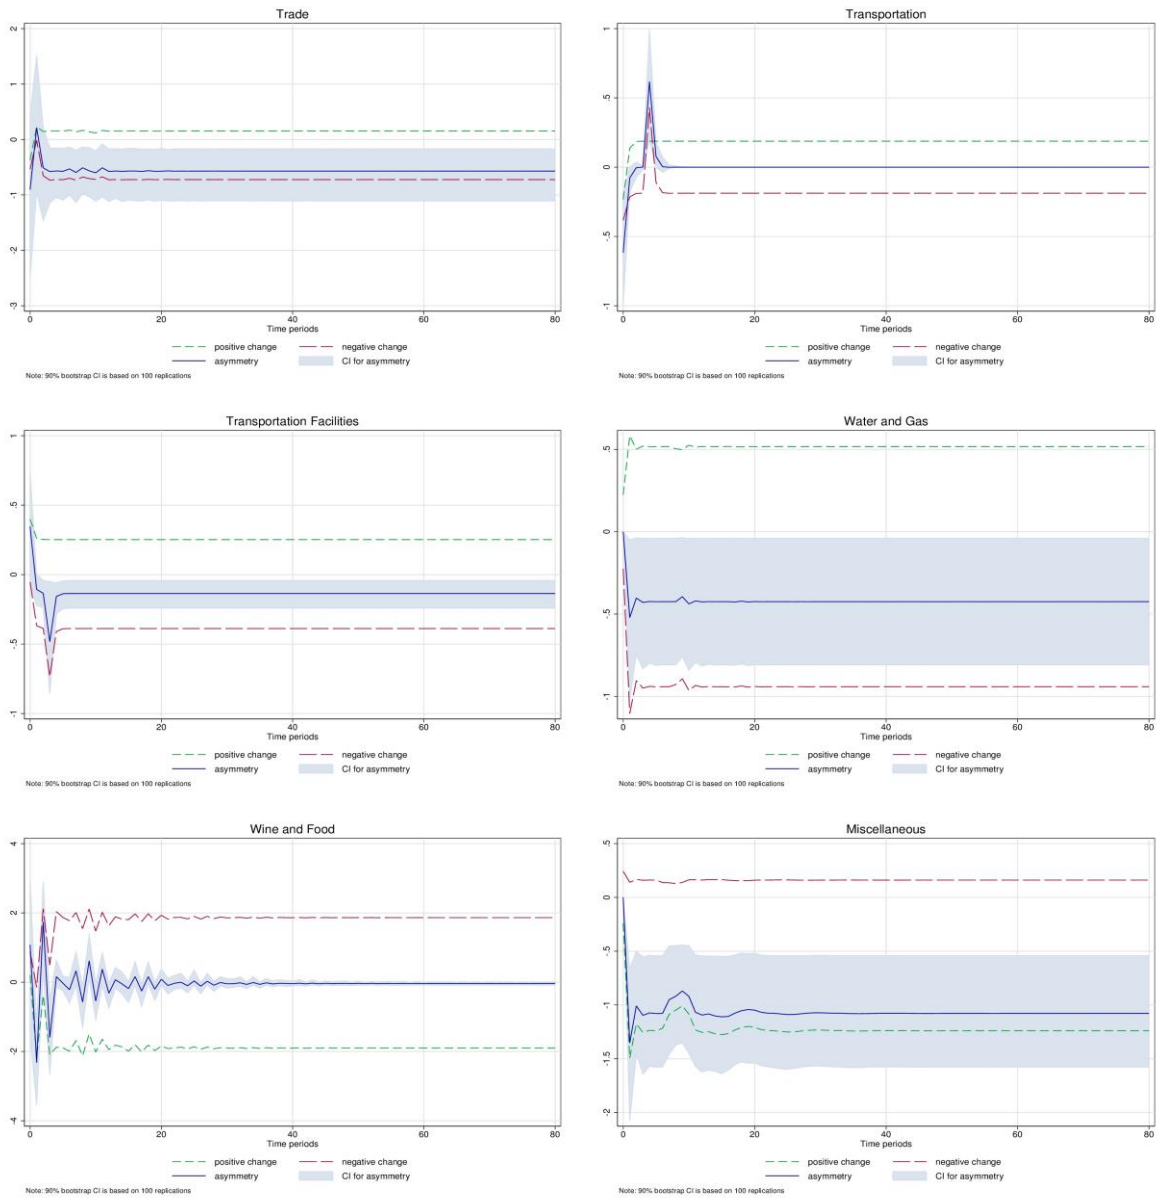 Trade
2
1
0
-1
-2
-3
0 20 40 60 80
Time periods
positive change negative change
asymmetry CI for asymmetry
Note: 90% bootstrap CI is based on 100 replications
Transportation
1
.5
0
-.5
-1
0 20 40 60 80
Time periods
positive change negative change
asymmetry CI for asymmetry
Note: 90% bootstrap CI is based on 100 replications
Transportation Facilities
1
.5
0
-.5
-1
0 20 40 60 80
Time periods
positive change negative change
asymmetry CI for asymmetry
Note: 90% bootstrap CI is based on 100 replications
Water and Gas
.5
0
-.5
-1
0 20 40 60 80
Time periods
positive change negative change
asymmetry CI for asymmetry
Note: 90% bootstrap CI is based on 100 replications
Wine and Food
4
2
0
-2
-4
0 20 40 60 80
Time periods
positive change negative change
asymmetry CI for asymmetry
Note: 90% bootstrap CI is based on 100 replications
Miscellaneous
.5
0
-.5
-1
-1.5
-2
0 20 40 60 80
Time periods
positive change negative change
asymmetry CI for asymmetry
Note: 90% bootstrap CI is based on 100 replications